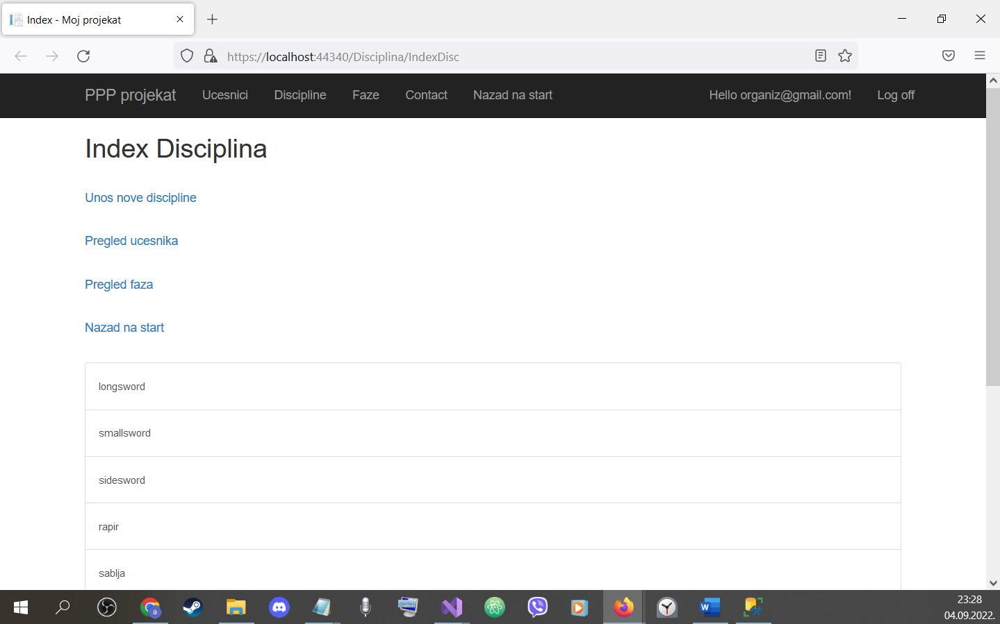 Index - Moj projekat
https://localhost:44340/Disciplina/IndexDisc
PPP projekat Ucesnici Discipline Faze Contact Nazad na start Hello organiz@gmail.com! Log off
Index Disciplina
Unos nove discipline
Pregled ucesnika
Pregled faza
Nazad na start
longsword
smallsword
sidesword
rapir
sablja
23:28
04.09.2022.